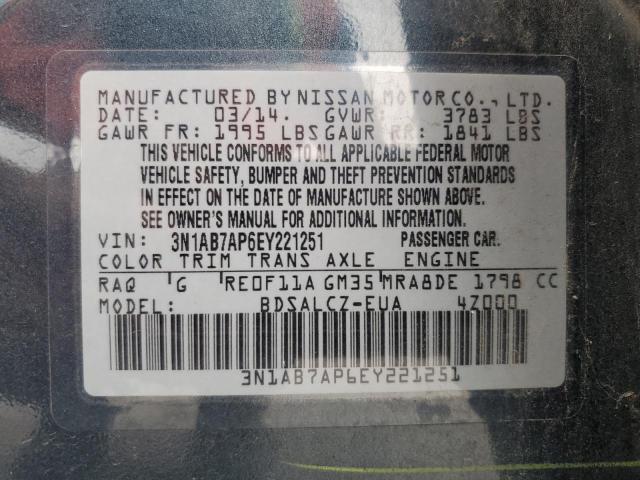 MANUFACTURED BY NISSAN MOTOR CO., LTD.
DATE: 03/14. GVWR: 3783 LBS
GAWR FR: 1995 LBS GAWR RR: 1841 LBS
THIS VEHICLE CONFORMS TO ALL APPLICABLE FEDERAL MOTOR
VEHICLE SAFETY, BUMPER AND THEFT PREVENTION STANDARDS
IN EFFECT ON THE DATE OF MANUFACTURE SHOWN ABOVE.
SEE OWNER'S MANUAL FOR ADDITIONAL INFORMATION.
VIN: 3N1AB7AP6EY221251 PASSENGER CAR.
COLOR TRIM TRANS AXLE ENGINE
RAQ G RE0F11A GM35 MRA8DE 1798 CC
MODEL: BDSALCZ-EUA 4Z000
3N1AB7AP6EY221251